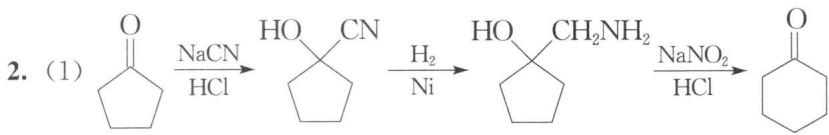 2. (1) O NaCN HCl HO CN H₂ Ni HO CH₂NH₂ NaNO₂ HCl O